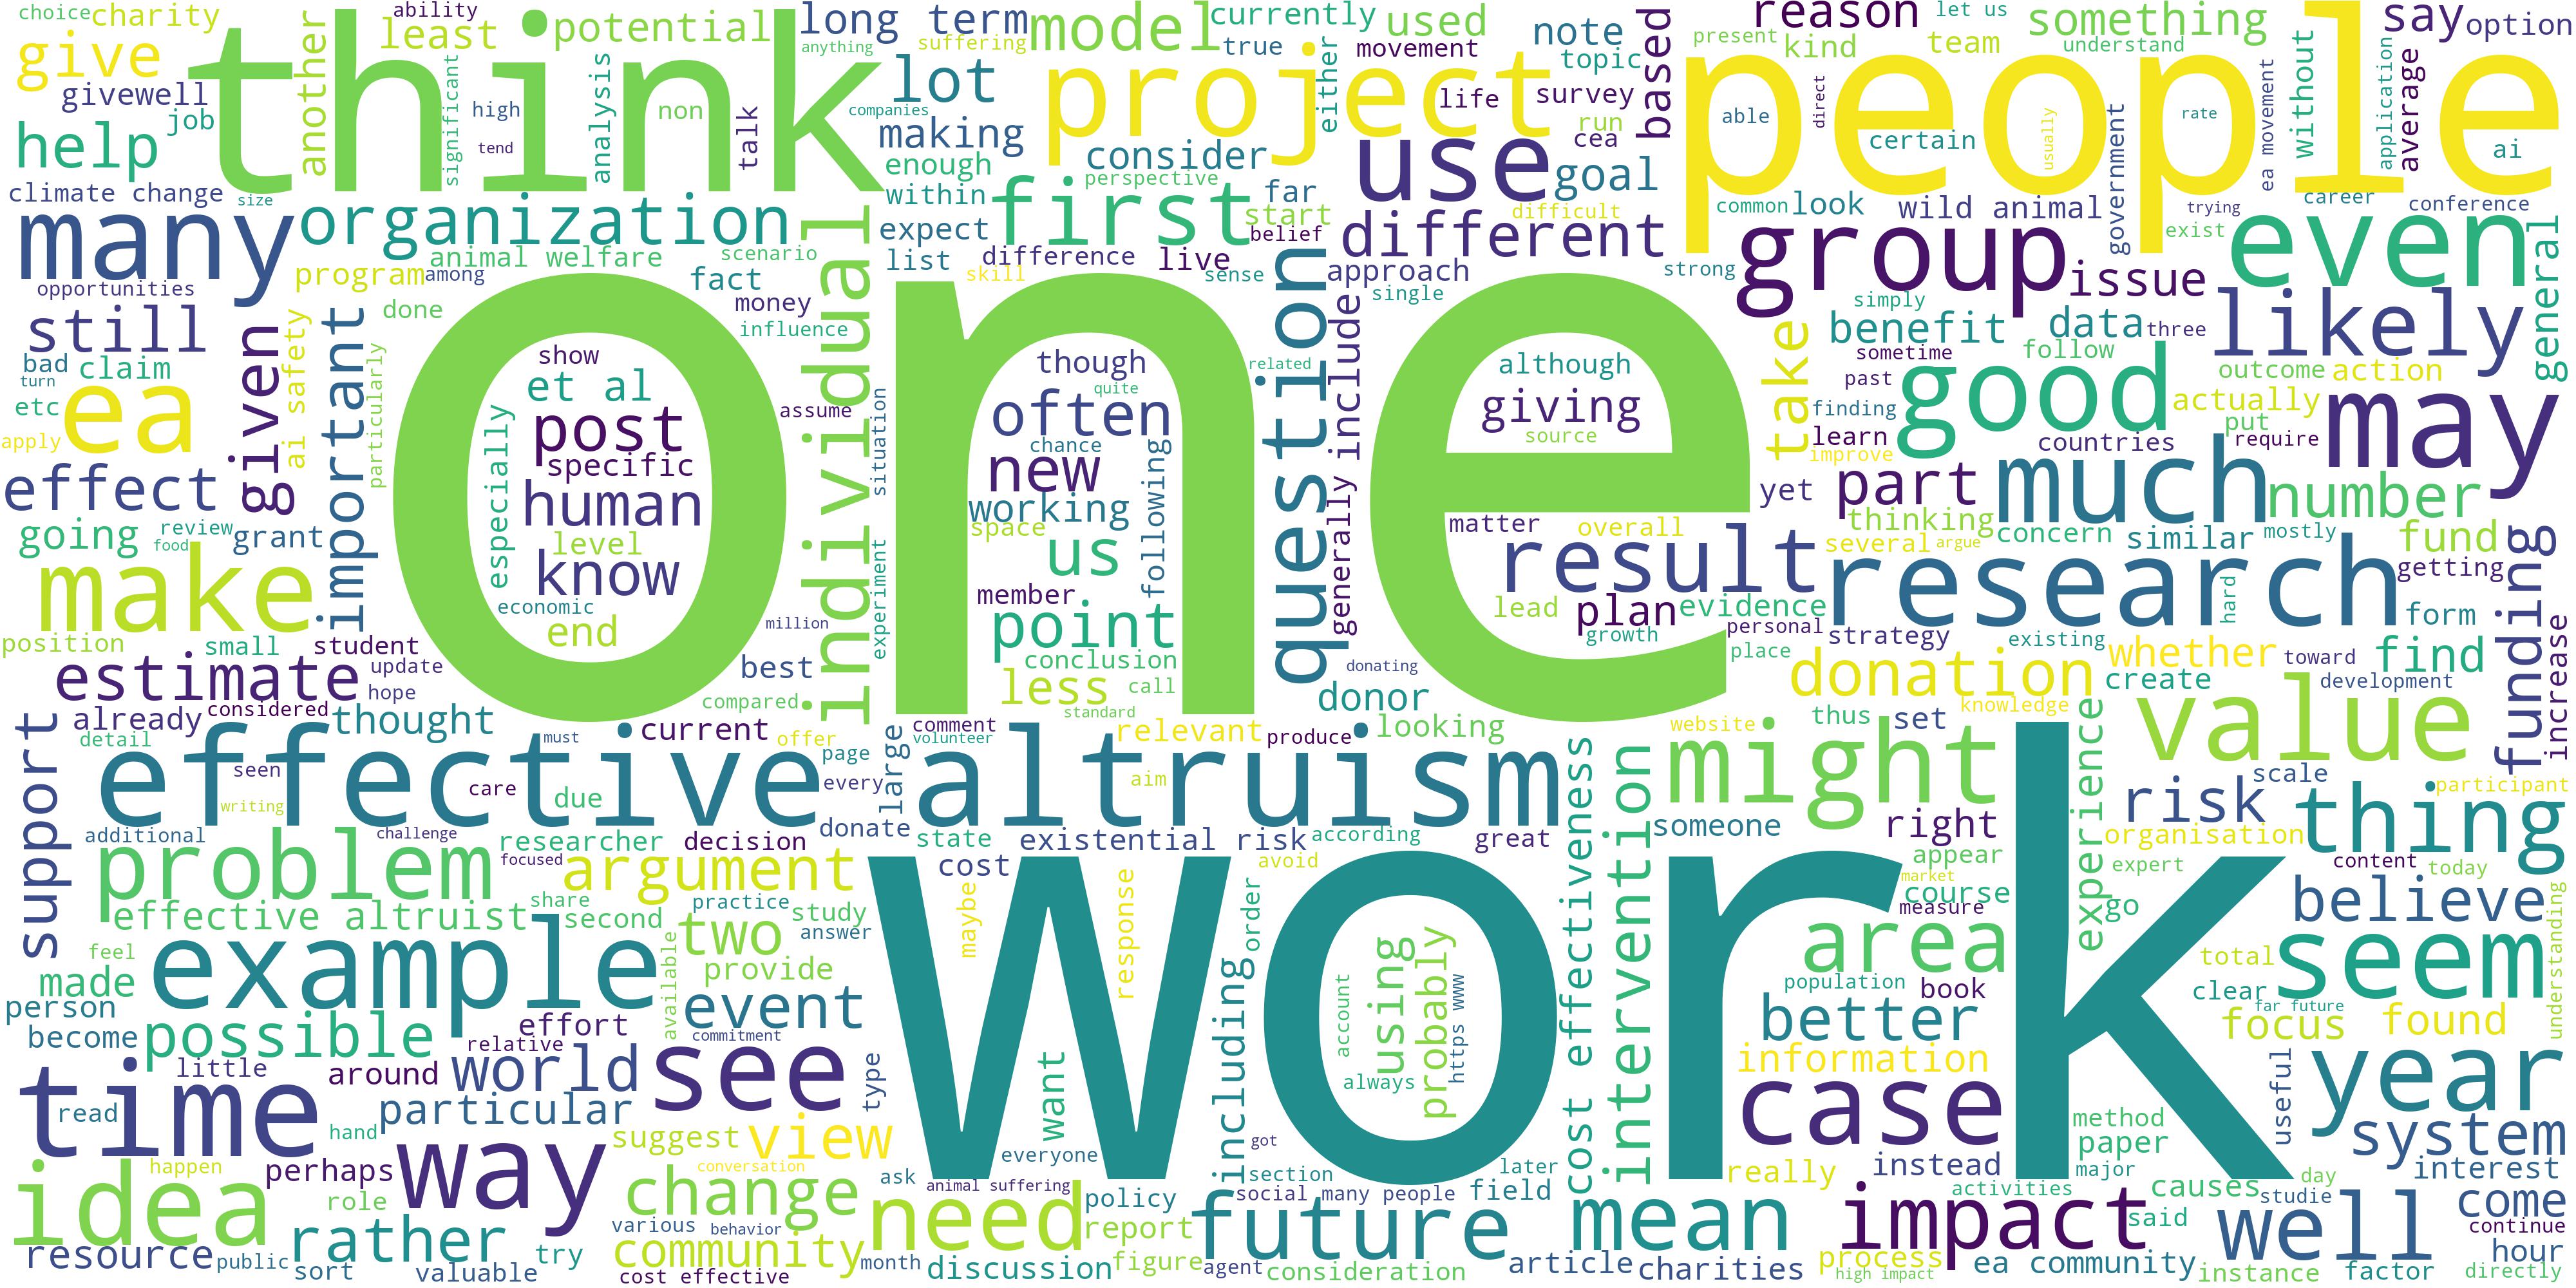 choice charity ability long term model currently used note reason let us something say option
give think least potential anything suffering true movement topic kind team understand people
present
another givewell job help significant high tend analysis non talk companies lot making project either life survey run cea based able direct certain usually government rate ea movement without application average ai
enough consider goal use
climate change size within perspective far first start common look wild animal trying career conference
many organization animal welfare scenario expect belief different difficult exist even
program among fact list difference live sense skill approach single strong group issue
opportunities done money influence individual question include generally simply benefit data three likely general
still given ai safety important particularly one
bad claim turn etc ea apply show et al though quite related although take sometime follow past outcome action
especially post specific assume situation often chance giving source finding good actually put may
learn improve countries require
effect human new following matter overall yet part much number
going review food grant level know working space us result thinking several argue concern similar mostly fund
make economic end experiment member million point lead plan evidence growth research getting hard form funding
position small student personal strategy existing
estimate update hope best conclusion less call donating place donation whether toward find increase
already considered thought compared standard donor create development
support detail current offer comment volunteer relevant produce looking website thus set knowledge
effective altruism must page large every aim might value
seen care due writing experience risk scale participant
additional challenge researcher decision donate state existential risk according great someone right organisation thing
problem focused argument cost avoid cost effectiveness intervention appear expert content today
effective altruist share second practice study answer maybe response order market course measure go believe
feel example two available provide work area total seem understanding
made person event including account using probably https www population book clear far future
become possible effort relative commitment better focus found
time little around world see type want always information useful year
read particular case method system
hand suggest view everyone got paper
idea happen perhaps way conversation ask animal suffering section later really instead major day interest
role change need policy social many people field activities causes studie come
resource public rather try various behavior report future mean impact said well continue
sort valuable community cost effective month discussion figure agent consideration article charities process high impact ea community instance factor hour directly